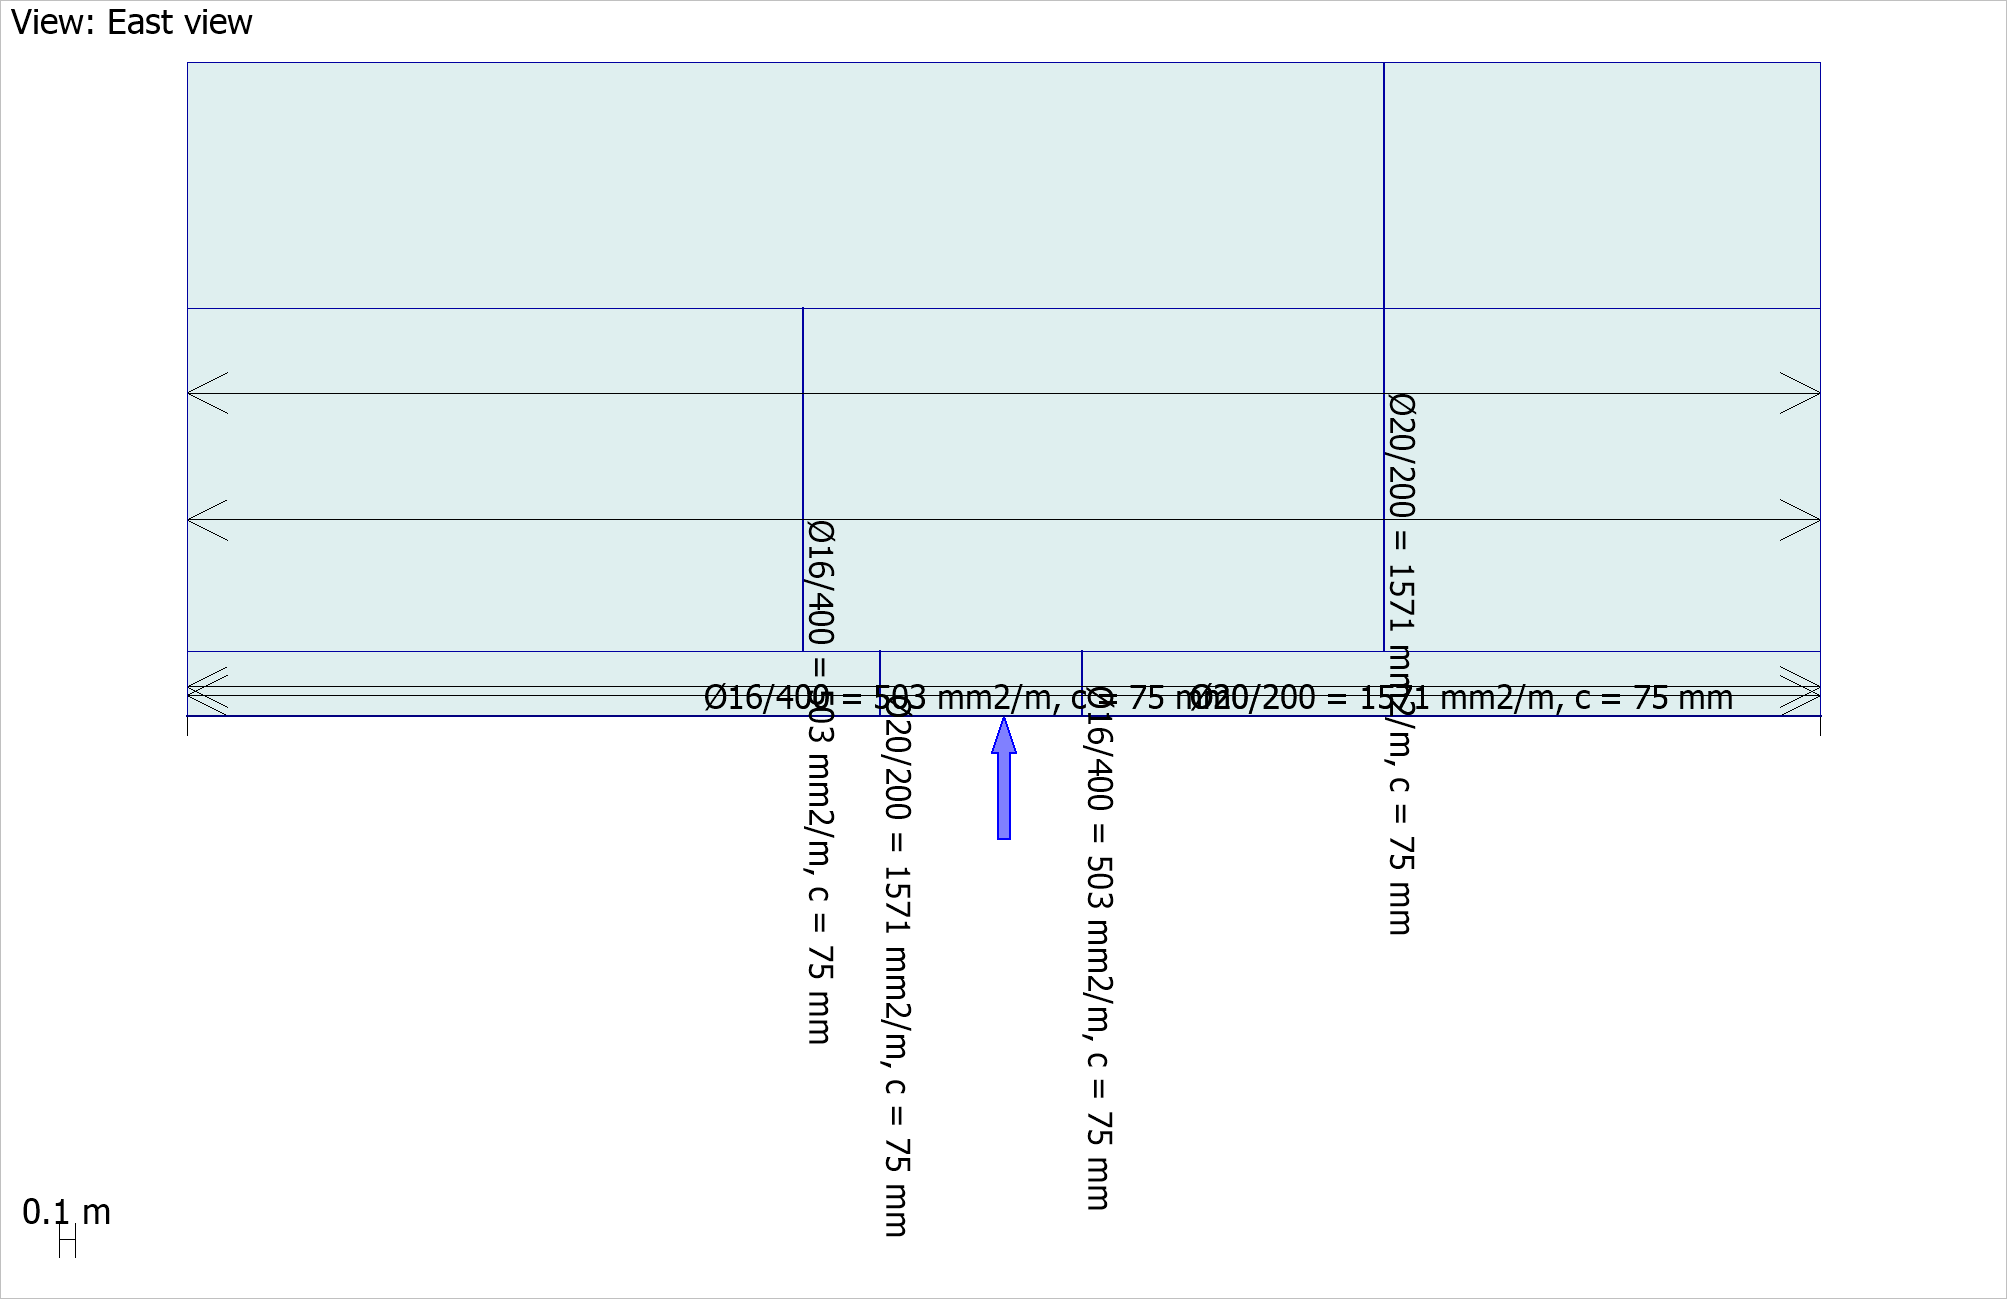 View: East view
Ø20/200 = 1571 mm2/m, c = 75 mm
Ø16/400 = 503 mm2/m, c = 75 mm
Ø16/400 = 503 mm2/m, c = 75 mm
Ø20/200 = 1571 mm2/m, c = 75 mm
Ø20/200 = 1571 mm2/m, c = 75 mm
Ø16/400 = 503 mm2/m, c = 75 mm
0.1 m